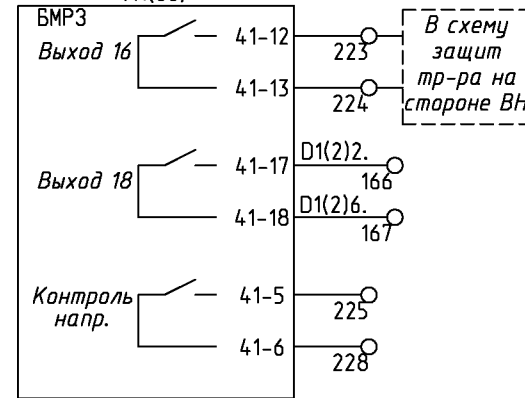 БМРЗ
Выход 16
41-12
223
41-13
224
В схему
защит
тр-ра на
стороне ВН
Выход 18
41-17
D1(2)2.
166
41-18
D1(2)6.
167
Контроль
напр.
41-5
225
41-6
228